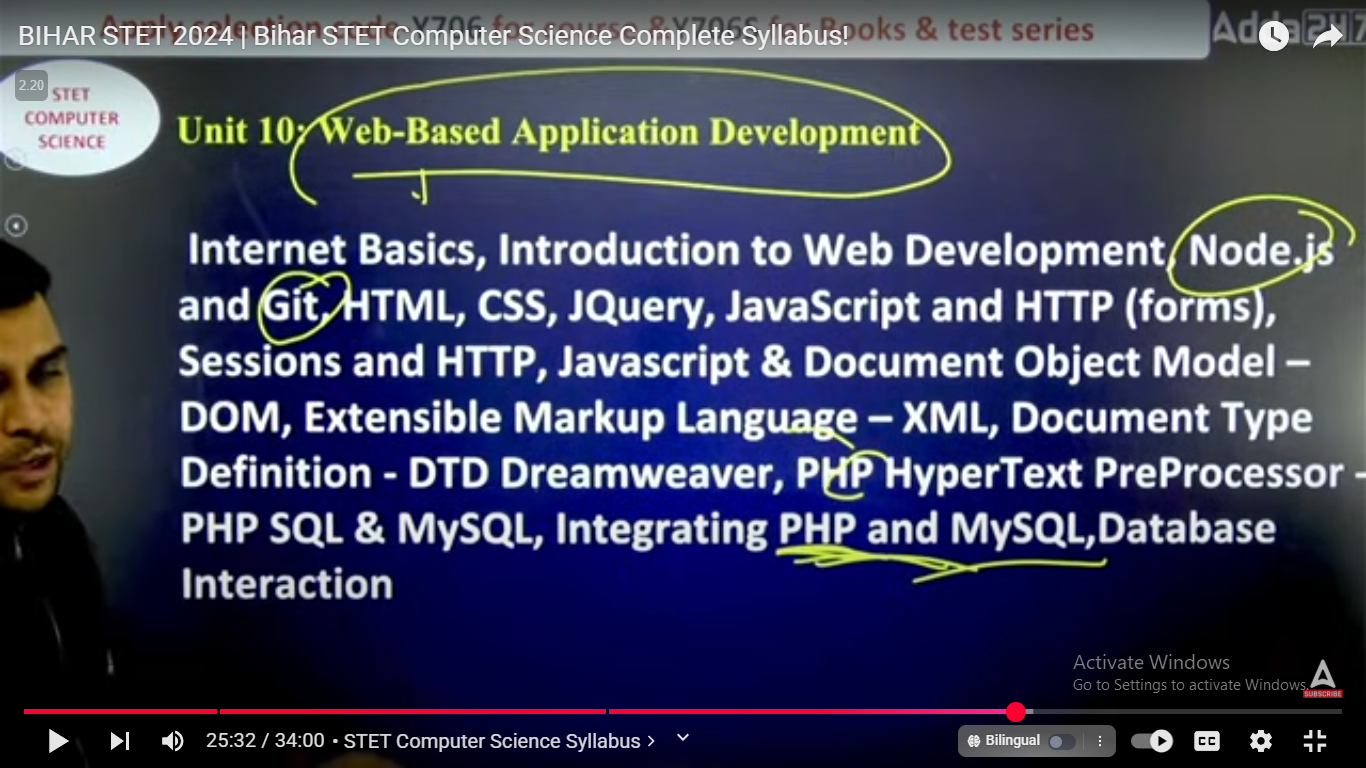 Apply selection code X706 for course & X706S for Books & test series
Adda247
BIHAR STET 2024 | Bihar STET Computer Science Complete Syllabus!
2.20
STET
COMPUTER
SCIENCE
Unit 10: Web-Based Application Development
Internet Basics, Introduction to Web Development, Node.js
and Git, HTML, CSS, JQuery, JavaScript and HTTP (forms),
Sessions and HTTP, Javascript & Document Object Model –
DOM, Extensible Markup Language – XML, Document Type
Definition - DTD Dreamweaver, PHP HyperText PreProcessor –
PHP SQL & MySQL, Integrating PHP and MySQL,Database
Interaction
Activate Windows
Go to Settings to activate Windows.
SUBSCRIBE
25:32 / 34:00 • STET Computer Science Syllabus
Bilingual
CC